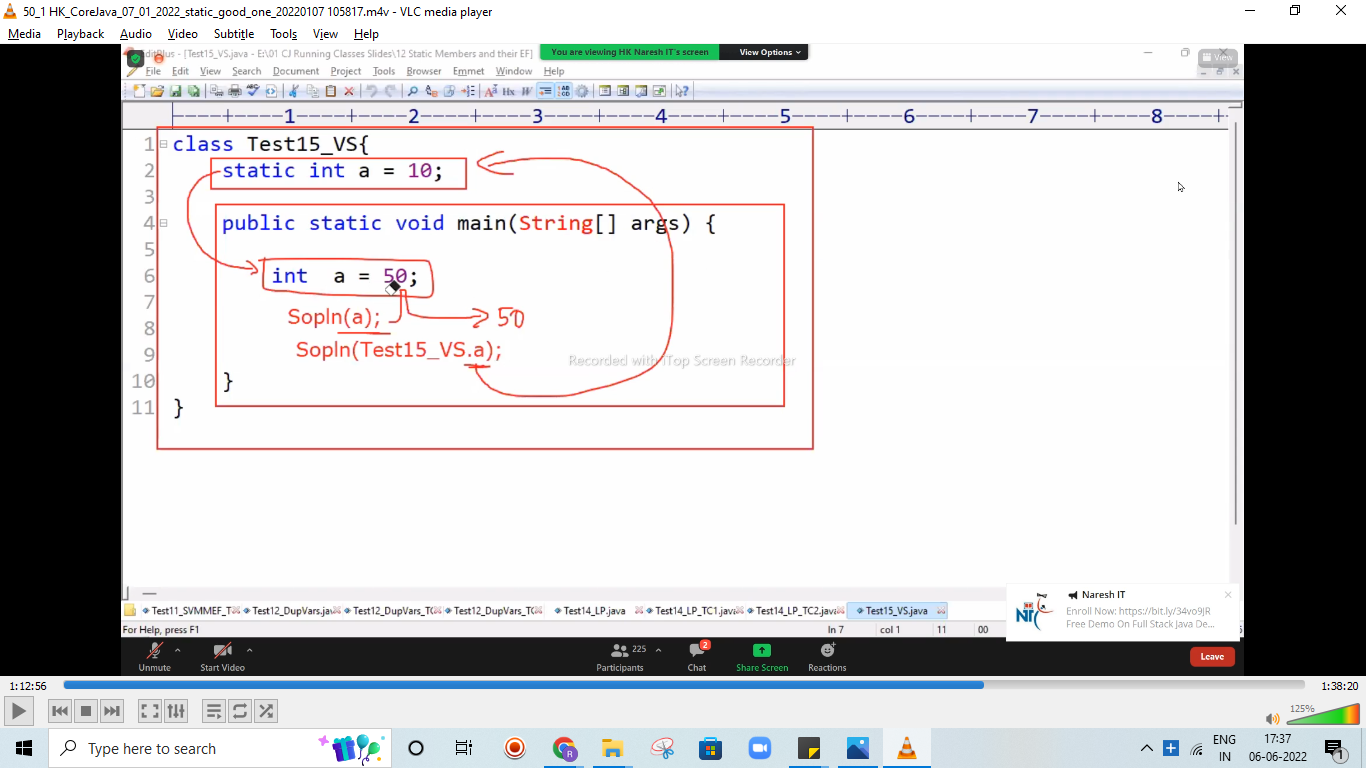 50_1 HK_CoreJava_07_01_2022_static_good_one_20220107 105817.m4v - VLC media player
Media Playback Audio Video Subtitle Tools View Help
EditPlus - [Test15_VS.java - E:\01 CJ Running Classes Slides\12 Static Members and their EF]
You are viewing HK Naresh IT's screen View Options
View
File Edit View Search Document Project Tools Browser Emmet Window Help
----+----1----+----2----+----3----+----4----+----5----+----6----+----7----+----8----+-
1 class Test15_VS{
2 static int a = 10;
3
4 public static void main(String[] args) {
5
6 int a = 50;
7
Sopln(a); 50
8
9 Sopln(Test15_VS.a);
Recorded with iTop Screen Recorder
10 }
11 }
Test11_SVMMEF_T Test12_DupVars.jav Test12_DupVars_TC Test12_DupVars_TC Test14_LP.java Test14_LP_TC1.java Test14_LP_TC2.java Test15_VS.java
Naresh IT
Enroll Now: https://bit.ly/34vo9JR
Free Demo On Full Stack Java De...
For Help, press F1 ln 7 col 1 11 00
225 2
Unmute Start Video Participants Chat Share Screen Reactions Leave
1:12:56 1:38:20
125%
Type here to search
ENG
IN
17:37
06-06-2022
1